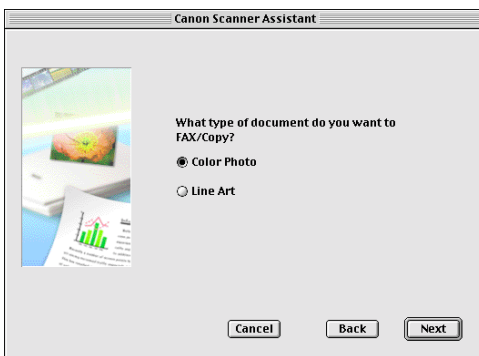 Canon Scanner Assistant
What type of document do you want to
FAX/Copy?
Color Photo
Line Art
Cancel
Back
Next